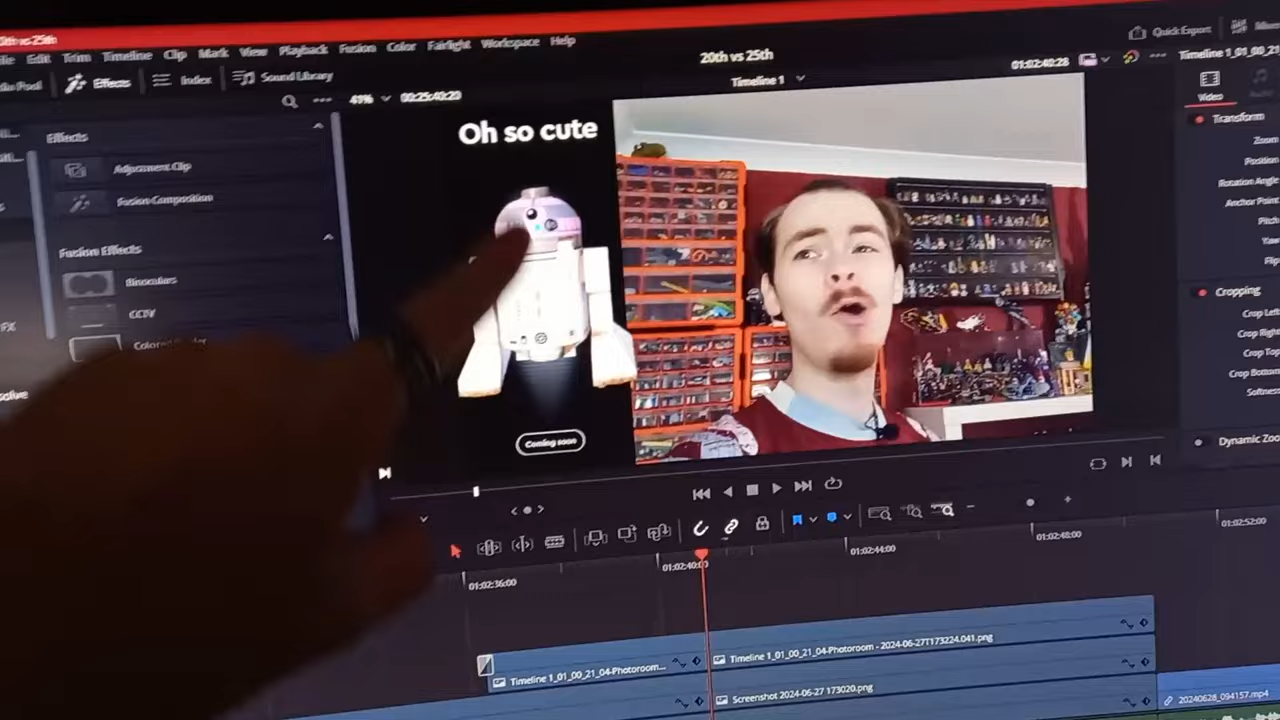 20th vs 25th
Edit Trim Timeline Clip Mark View Playback Fusion Color Fairlight Workspace Help
Quick Export
20th vs 25th
Effects
Index
Sound Library
41%
00:25:40:20
Timeline 1
01:02:40:28
Video
Transform
Zoom
Position
Rotation Angle
Anchor Point
Pitch
Yaw
Flip
Cropping
Crop Left
Crop Right
Crop Top
Crop Bottom
Softness
Effects
Adjustment Clip
Fusion Composition
Fusion Effects
Binoculars
CCTV
FX
Oh so cute
Coming soon
01:02:36:00
01:02:40:00
01:02:44:00
01:02:48:00
01:02:52:00
Timeline 1_01_00_21_04-Photoroom...
Timeline 1_01_00_21_04-Photoroom - 2024-06-27T173224.041.png
Screenshot 2024-06-27 173020.png
20240628_094157.mp4